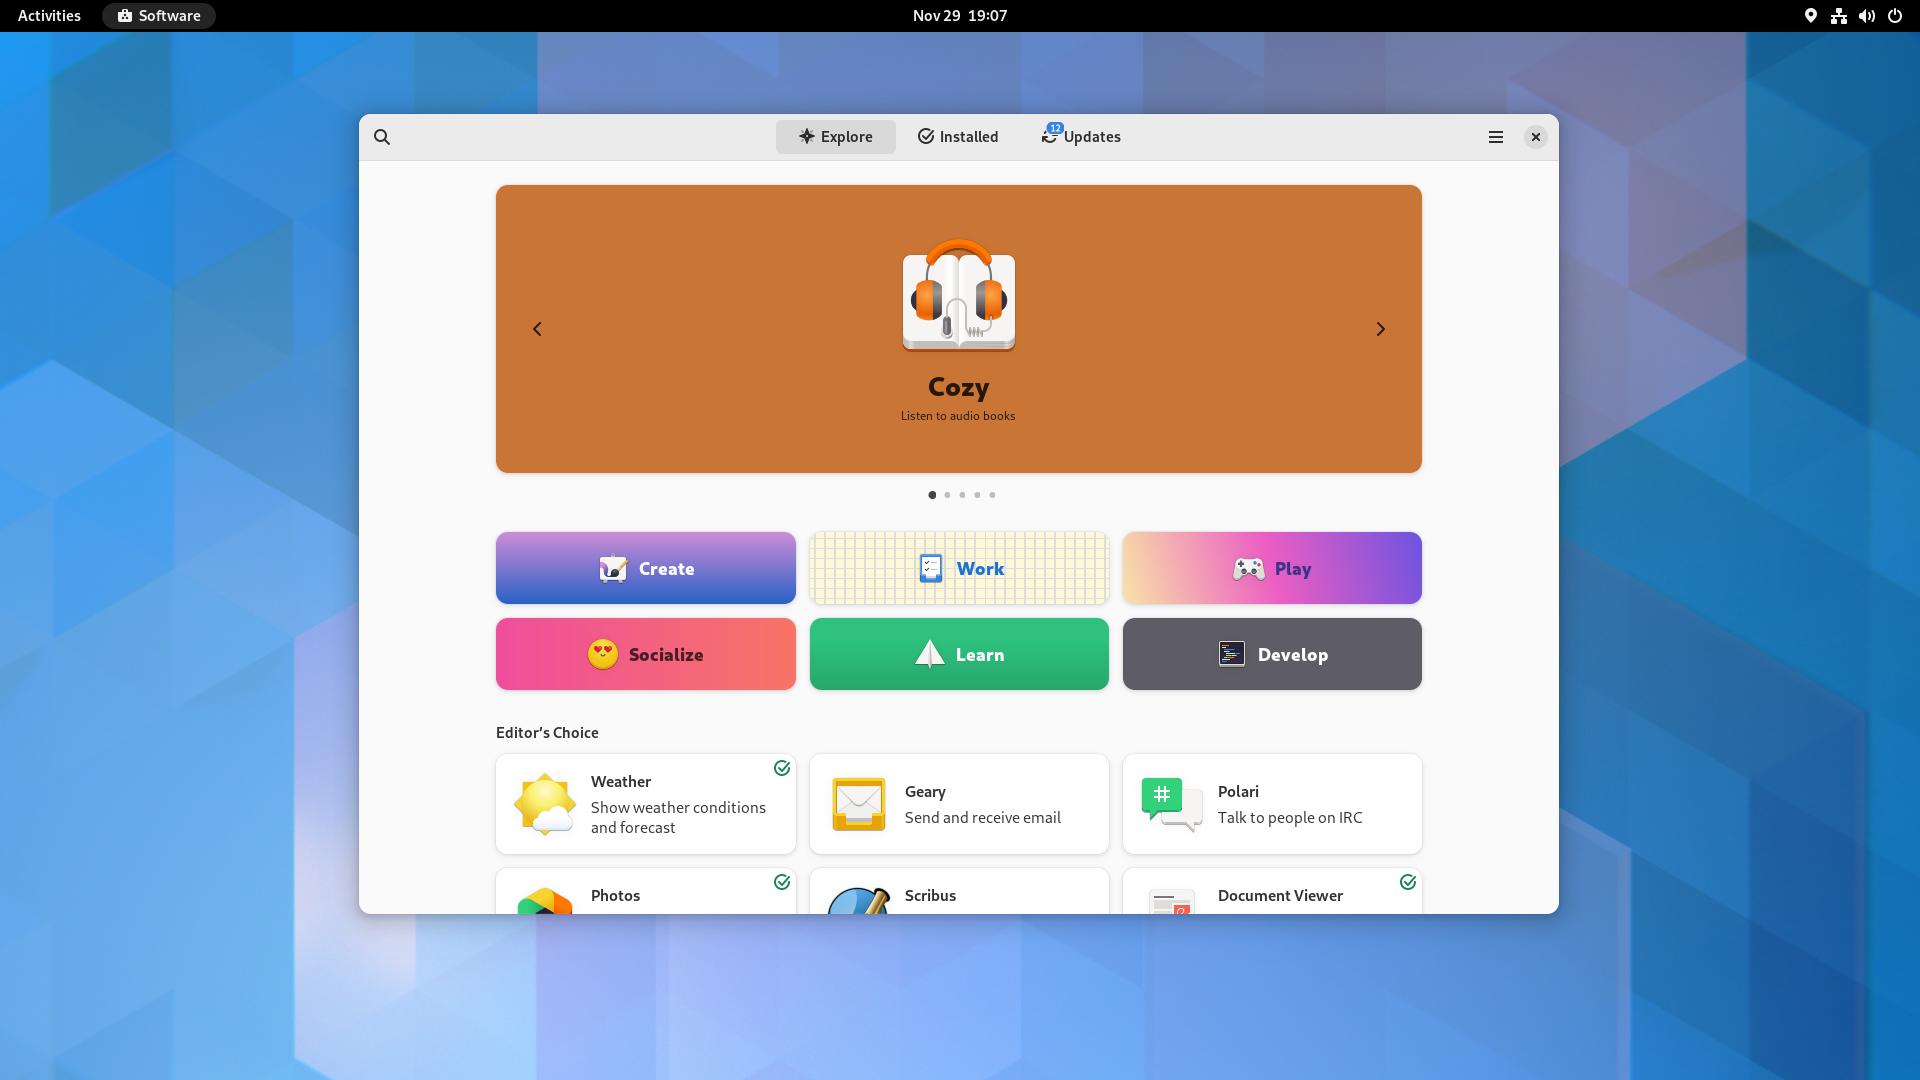 Activities
Software
Nov 29 19:07
Explore
Installed
12
Updates
Cozy
Listen to audio books
Create
Work
Play
Socialize
Learn
Develop
Editor’s Choice
Weather
Show weather conditions
and forecast
Geary
Send and receive email
Polari
Talk to people on IRC
Photos
Scribus
Document Viewer